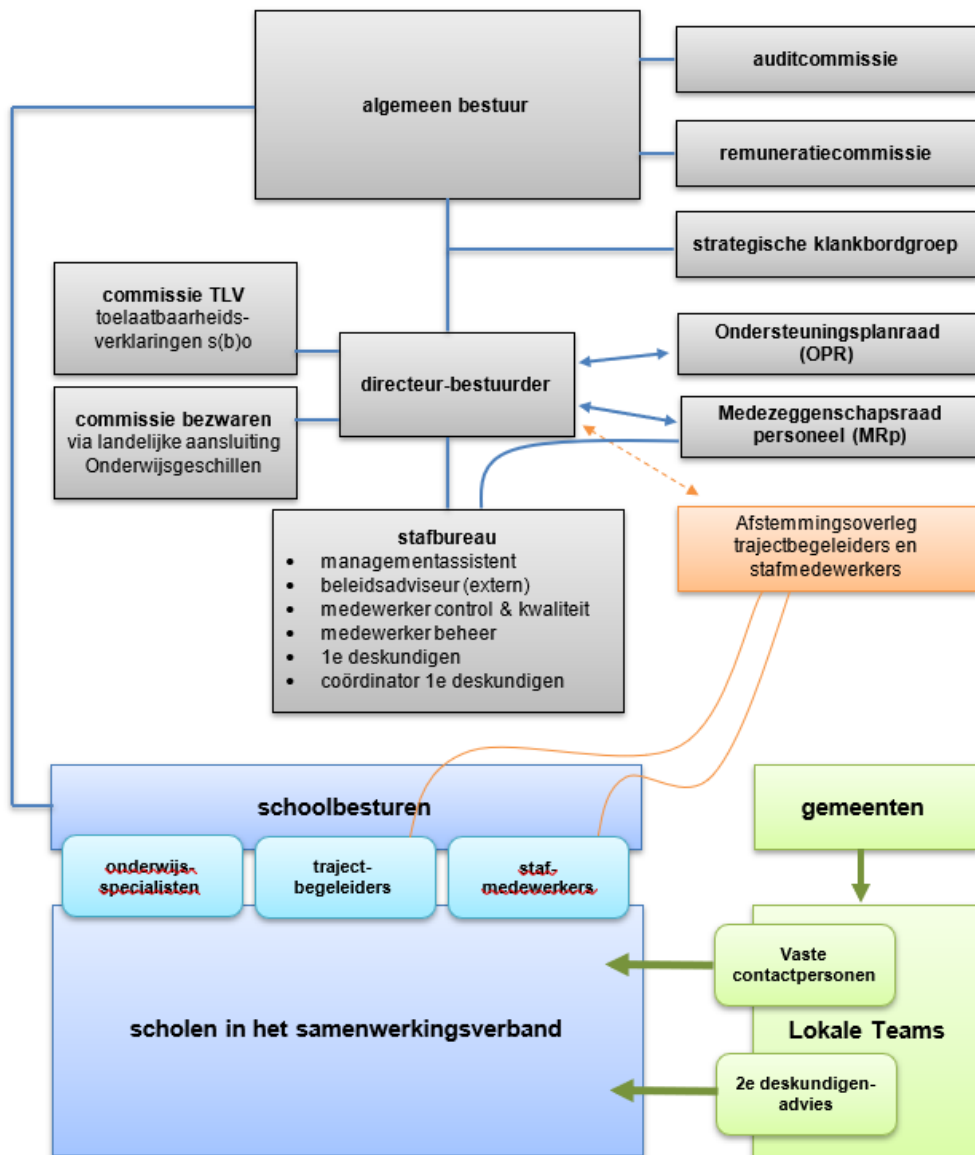 algemeen bestuur
auditcommissie
remuneratiecommissie
strategische klankbordgroep
commissie TLV
toelaatbaarheids-
verklaringen s(b)o
commissie bezwaren
via landelijke aansluiting
Onderwijsgeschillen
directeur-bestuurder
Ondersteuningsplanraad
(OPR)
Medezeggenschapsraad
personeel (MRp)
Afstemmingsoverleg
trajectbegeleiders en
stafmedewerkers
stafbureau
• managementassistent
• beleidsadviseur (extern)
• medewerker control & kwaliteit
• medewerker beheer
• 1e deskundigen
• coördinator 1e deskundigen
schoolbesturen
onderwijs-
specialisten
traject-
begeleiders
staf-
medewerkers
scholen in het samenwerkingsverband
gemeenten
Vaste
contactpersonen
Lokale Teams
2e deskundigen-
advies